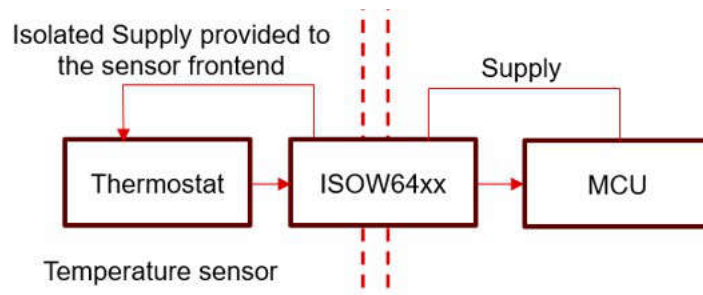 Isolated Supply provided to
the sensor frontend
Supply
Thermostat
ISOW64xx
MCU
Temperature sensor